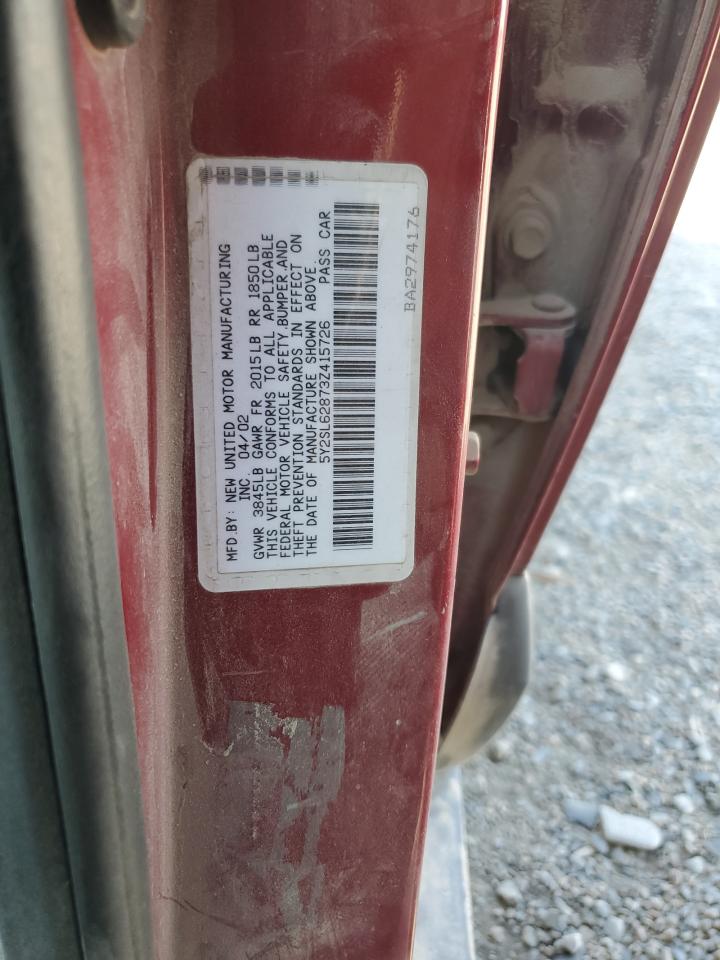 MFD.BY: NEW UNITED MOTOR MANUFACTURING
INC. 04/02
GVWR 3845LB GAWR FR 2015LB RR 1850LB
THIS VEHICLE CONFORMS TO ALL APPLICABLE
FEDERAL MOTOR VEHICLE SAFETY,BUMPER,AND
THEFT PREVENTION STANDARDS IN EFFECT ON
THE DATE OF MANUFACTURE SHOWN ABOVE.
5Y2SL62873Z415726 PASS CAR
BA2974176